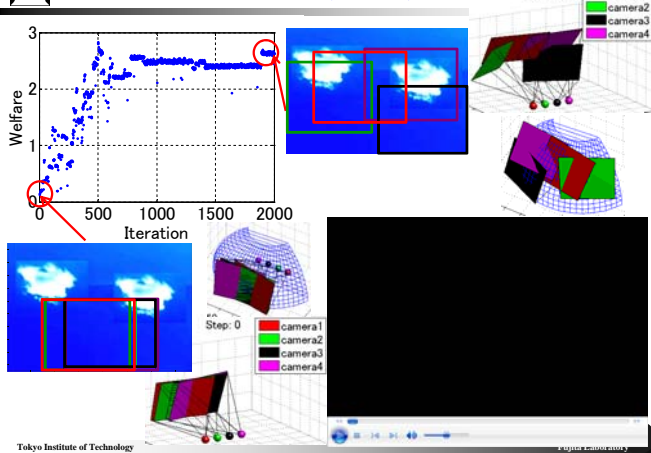 camera2
camera3
camera4
3
2
1
0
Welfare
0
500
1000
1500
2000
Iteration
Step: 0
camera1
camera2
camera3
camera4
Tokyo Institute of Technology
Fujita Laboratory